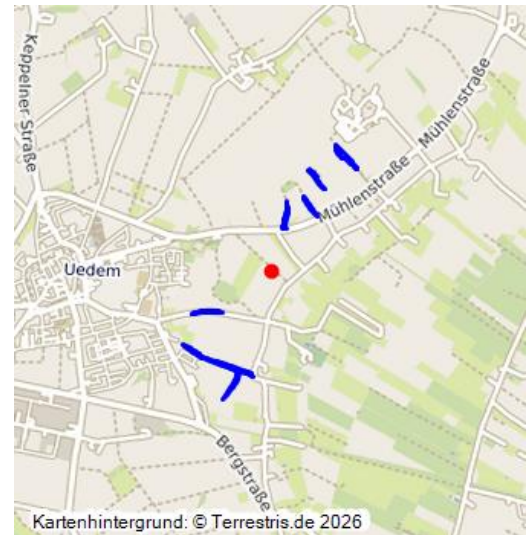 Keppelner Straße
Mühlenstraße
Mühlenstraße
Uedem
Bergstraße
Kartenhintergrund: © Terrestris.de 2026